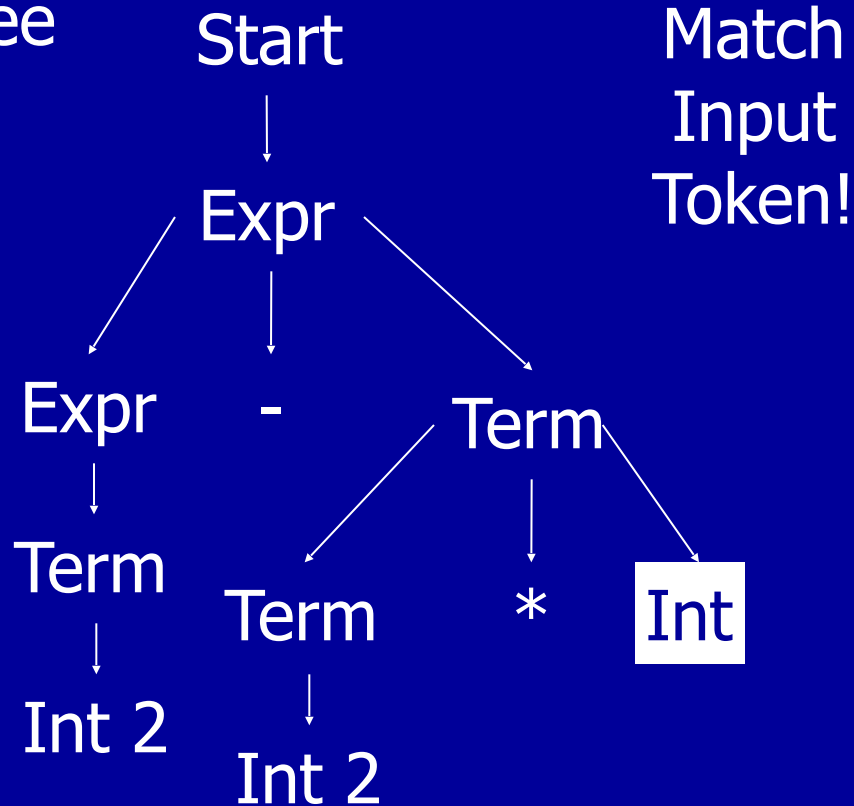 ee
Start
Match
Input
Token!
Expr
Expr
-
Term
Term
Term
*
Int
Int 2
Int 2